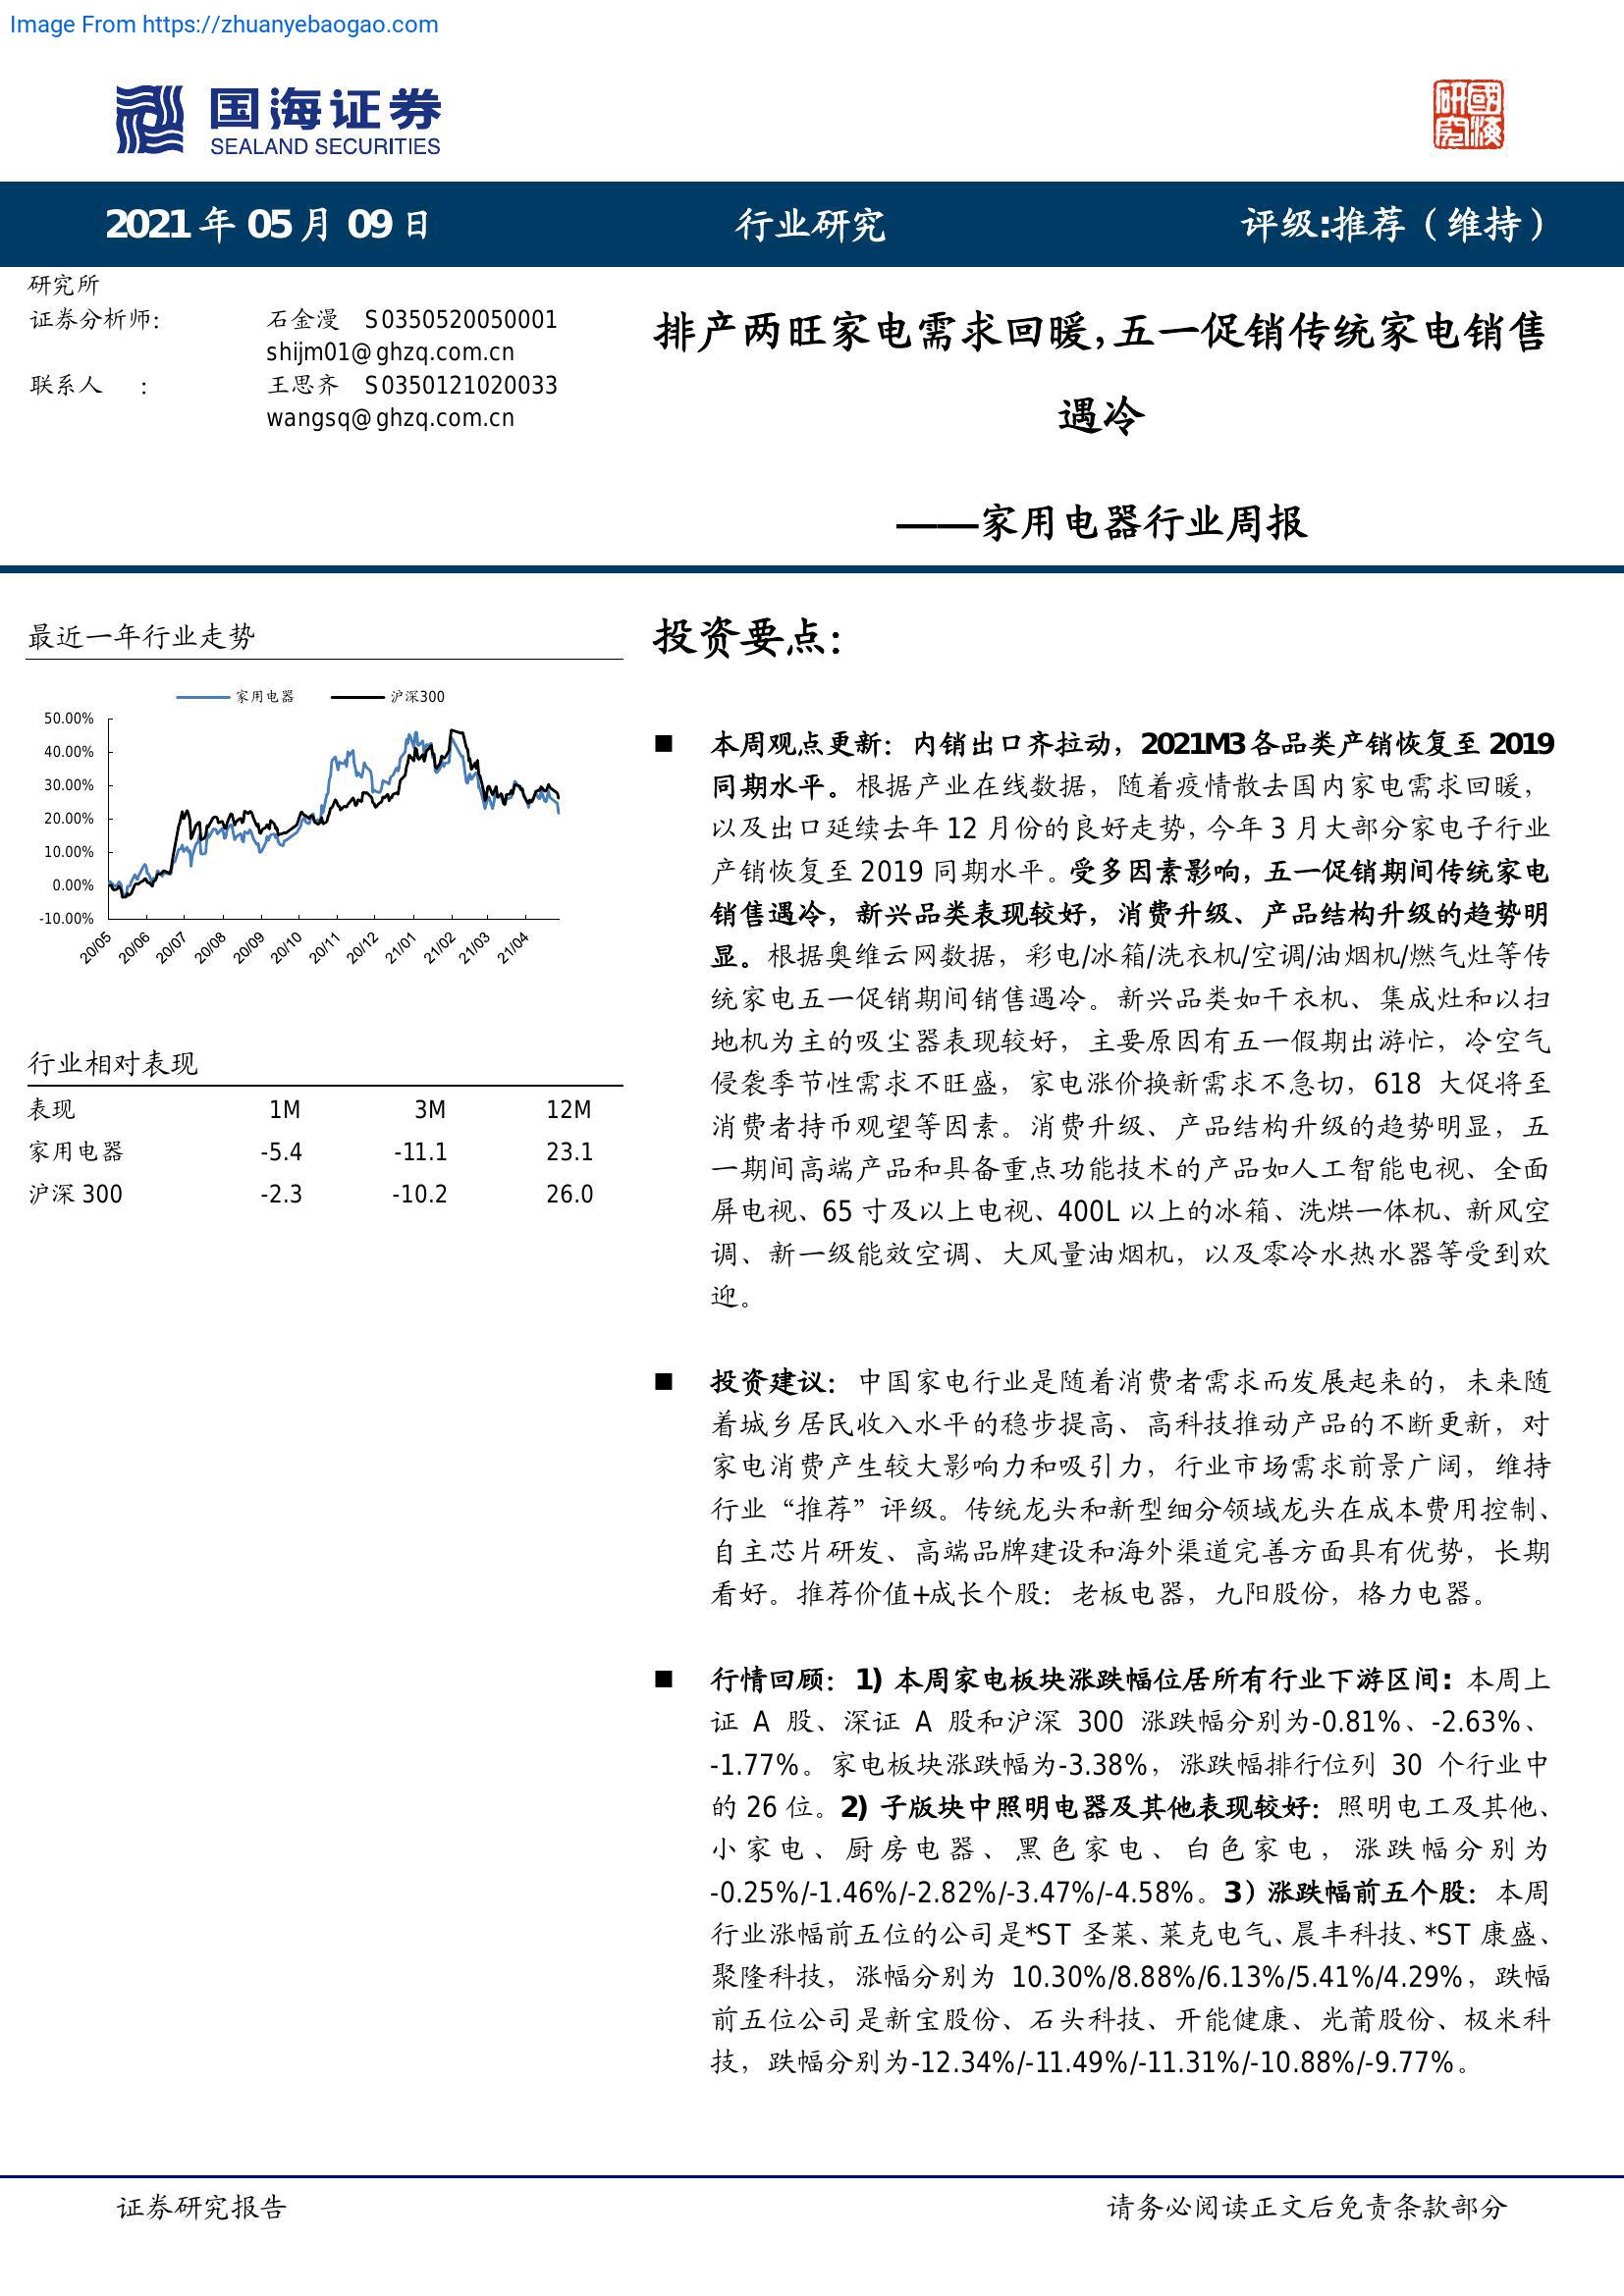 Image From https://zhuanyebaogao.com
国海证券
SEALAND SECURITIES
研 國
究 海
2021 年 05 月 09 日 行业研究 评级:推荐（维持）
研究所
证券分析师: 石金漫 S0350520050001
shijm01@ghzq.com.cn
联系人 : 王思齐 S0350121020033
wangsq@ghzq.com.cn
排产两旺家电需求回暖,五一促销传统家电销售
遇冷
——家用电器行业周报
最近一年行业走势
家用电器 沪深300
50.00%
40.00%
30.00%
20.00%
10.00%
0.00%
-10.00%
20/05 20/06 20/07 20/08 20/09 20/10 20/11 20/12 21/01 21/02 21/03 21/04
行业相对表现
表现 1M 3M 12M
家用电器 -5.4 -11.1 23.1
沪深 300 -2.3 -10.2 26.0
投资要点：
■ 本周观点更新：内销出口齐拉动，2021M3 各品类产销恢复至 2019
同期水平。根据产业在线数据，随着疫情散去国内家电需求回暖，
以及出口延续去年 12 月份的良好走势，今年 3 月大部分家电子行业
产销恢复至 2019 同期水平。受多因素影响，五一促销期间传统家电
销售遇冷，新兴品类表现较好，消费升级、产品结构升级的趋势明
显。根据奥维云网数据，彩电/冰箱/洗衣机/空调/油烟机/燃气灶等传
统家电五一促销期间销售遇冷。新兴品类如干衣机、集成灶和以扫
地机为主的吸尘器表现较好，主要原因有五一假期出游忙，冷空气
侵袭季节性需求不旺盛，家电涨价换新需求不急切，618 大促将至
消费者持币观望等因素。消费升级、产品结构升级的趋势明显，五
一期间高端产品和具备重点功能技术的产品如人工智能电视、全面
屏电视、65 寸及以上电视、400L 以上的冰箱、洗烘一体机、新风空
调、新一级能效空调、大风量油烟机，以及零冷水热水器等受到欢
迎。
■ 投资建议：中国家电行业是随着消费者需求而发展起来的，未来随
着城乡居民收入水平的稳步提高、高科技推动产品的不断更新，对
家电消费产生较大影响力和吸引力，行业市场需求前景广阔，维持
行业“推荐”评级。传统龙头和新型细分领域龙头在成本费用控制、
自主芯片研发、高端品牌建设和海外渠道完善方面具有优势，长期
看好。推荐价值+成长个股：老板电器，九阳股份，格力电器。
■ 行情回顾：1) 本周家电板块涨跌幅位居所有行业下游区间: 本周上
证 A 股、深证 A 股和沪深 300 涨跌幅分别为-0.81%、-2.63%、
-1.77%。家电板块涨跌幅为-3.38%，涨跌幅排行位列 30 个行业中
的 26 位。2) 子版块中照明电器及其他表现较好：照明电工及其他、
小家电、厨房电器、黑色家电、白色家电，涨跌幅分别为
-0.25%/-1.46%/-2.82%/-3.47%/-4.58%。3）涨跌幅前五个股：本周
行业涨幅前五位的公司是*ST 圣莱、莱克电气、晨丰科技、*ST 康盛、
聚隆科技，涨幅分别为 10.30%/8.88%/6.13%/5.41%/4.29%，跌幅
前五位公司是新宝股份、石头科技、开能健康、光莆股份、极米科
技，跌幅分别为-12.34%/-11.49%/-11.31%/-10.88%/-9.77%。
证券研究报告 请务必阅读正文后免责条款部分